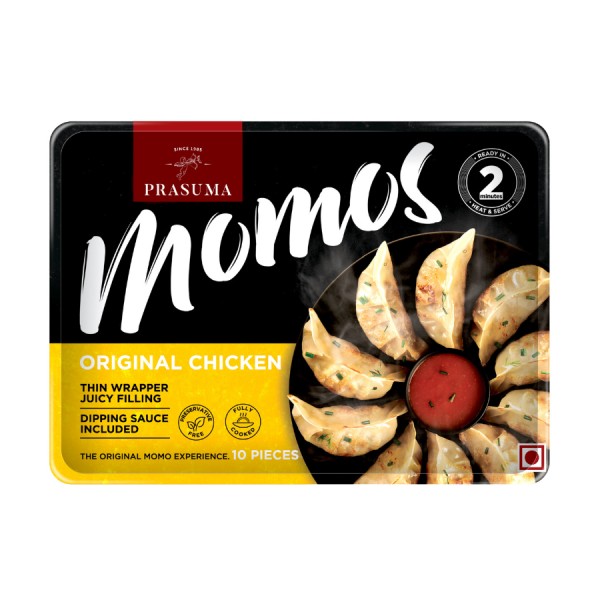 SINCE 1985
PRASUMA
Momos
READY IN
2
minutes
HEAT & SERVE
ORIGINAL CHICKEN
THIN WRAPPER
JUICY FILLING
DIPPING SAUCE
INCLUDED
PRESERVATIVE
FREE
FULLY
COOKED
THE ORIGINAL MOMO EXPERIENCE. 10 PIECES